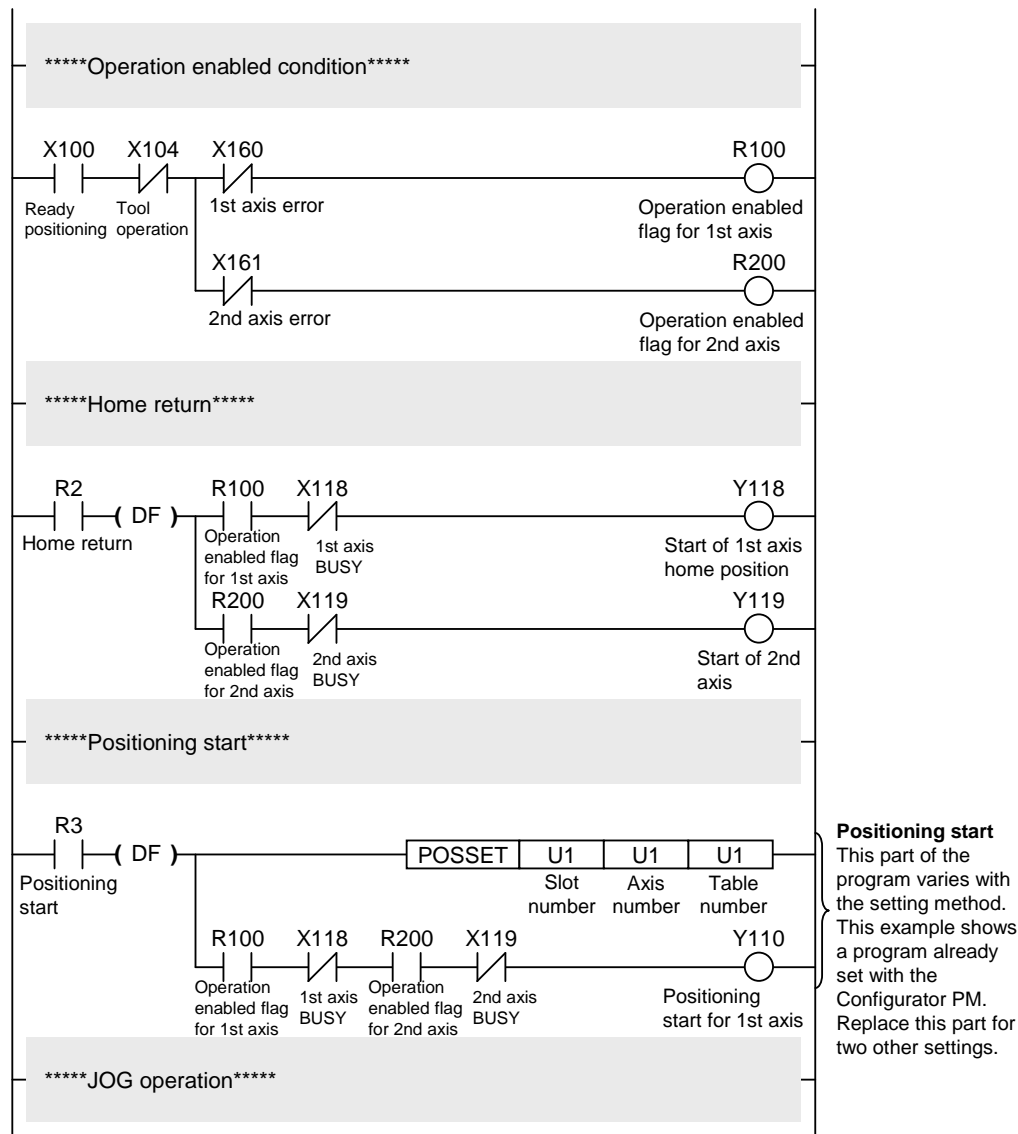 *****Operation enabled condition*****
X100 X104 X160 R100
Ready positioning
Tool operation
1st axis error
Operation enabled
flag for 1st axis
X161 R200
2nd axis error
Operation enabled
flag for 2nd axis
*****Home return*****
R2 ( DF ) R100 X118 Y118
Home return
Operation
enabled flag
for 1st axis
1st axis
BUSY
Start of 1st axis
home position
R200 X119 Y119
Operation
enabled flag
for 2nd axis
2nd axis
BUSY
Start of 2nd
axis
*****Positioning start*****
R3
( DF ) POSSET U1 U1 U1
Positioning
start
Slot
number
Axis
number
Table
number
R100 X118 R200 X119 Y110
Operation
enabled flag
for 1st axis
1st axis
BUSY
Operation
enabled flag
for 2nd axis
2nd axis
BUSY
Positioning
start for 1st axis
Positioning start
This part of the
program varies with
the setting method.
This example shows
a program already
set with the
Configurator PM.
Replace this part for
two other settings.
*****JOG operation*****